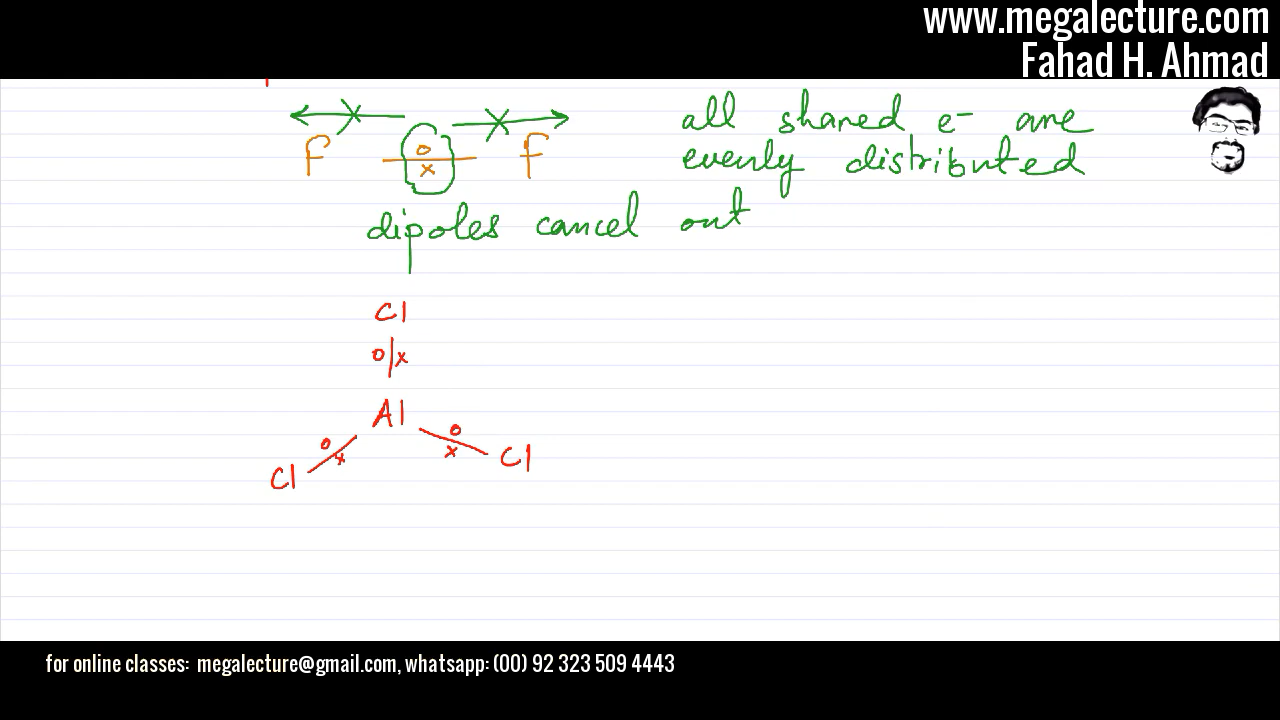 www.megalecture.com
Fahad H. Ahmad
all shared e- are
F o x F
evenly distributed
dipoles cancel out
Cl
o x
Al
o x o x
Cl Cl
for online classes: megalecture@gmail.com, whatsapp: (00) 92 323 509 4443